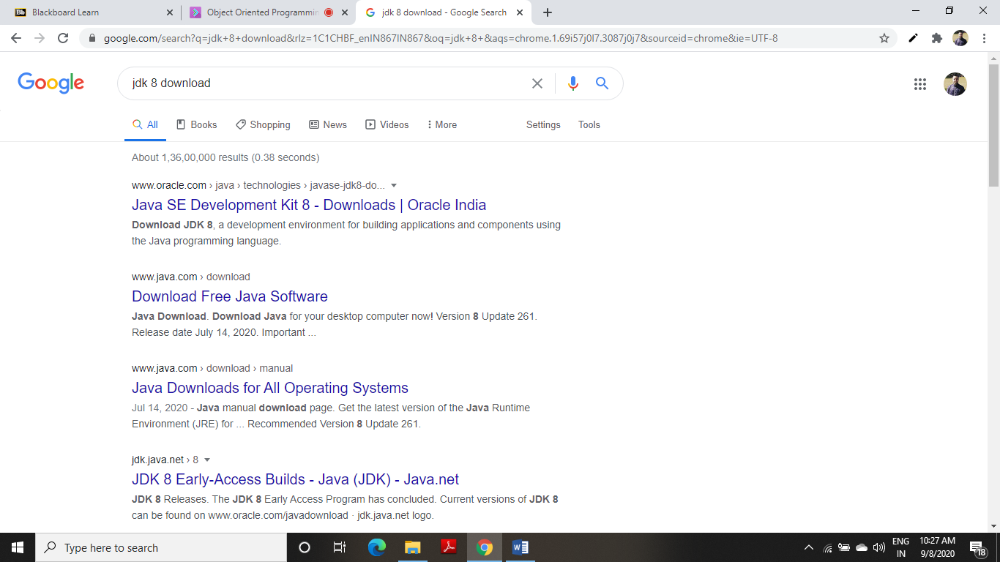 Blackboard Learn
Object Oriented Programmin
jdk 8 download - Google Search
google.com/search?q=jdk+8+download&rlz=1C1CHBF_enIN867IN867&oq=jdk+8+&aqs=chrome.1.69i57j0l7.3087j0j7&sourceid=chrome&ie=UTF-8
Google
jdk 8 download
All Books Shopping News Videos More Settings Tools
About 1,36,00,000 results (0.38 seconds)
www.oracle.com › java › technologies › javase-jdk8-do...
Java SE Development Kit 8 - Downloads | Oracle India
Download JDK 8, a development environment for building applications and components using
the Java programming language.
www.java.com › download
Download Free Java Software
Java Download. Download Java for your desktop computer now! Version 8 Update 261.
Release date July 14, 2020. Important ...
www.java.com › download › manual
Java Downloads for All Operating Systems
Jul 14, 2020 - Java manual download page. Get the latest version of the Java Runtime
Environment (JRE) for ... Recommended Version 8 Update 261.
jdk.java.net › 8
JDK 8 Early-Access Builds - Java (JDK) - Java.net
JDK 8 Releases. The JDK 8 Early Access Program has concluded. Current versions of JDK 8
can be found on www.oracle.com/javadownload · jdk.java.net logo.
Type here to search
ENG
IN
10:27 AM
9/8/2020
18